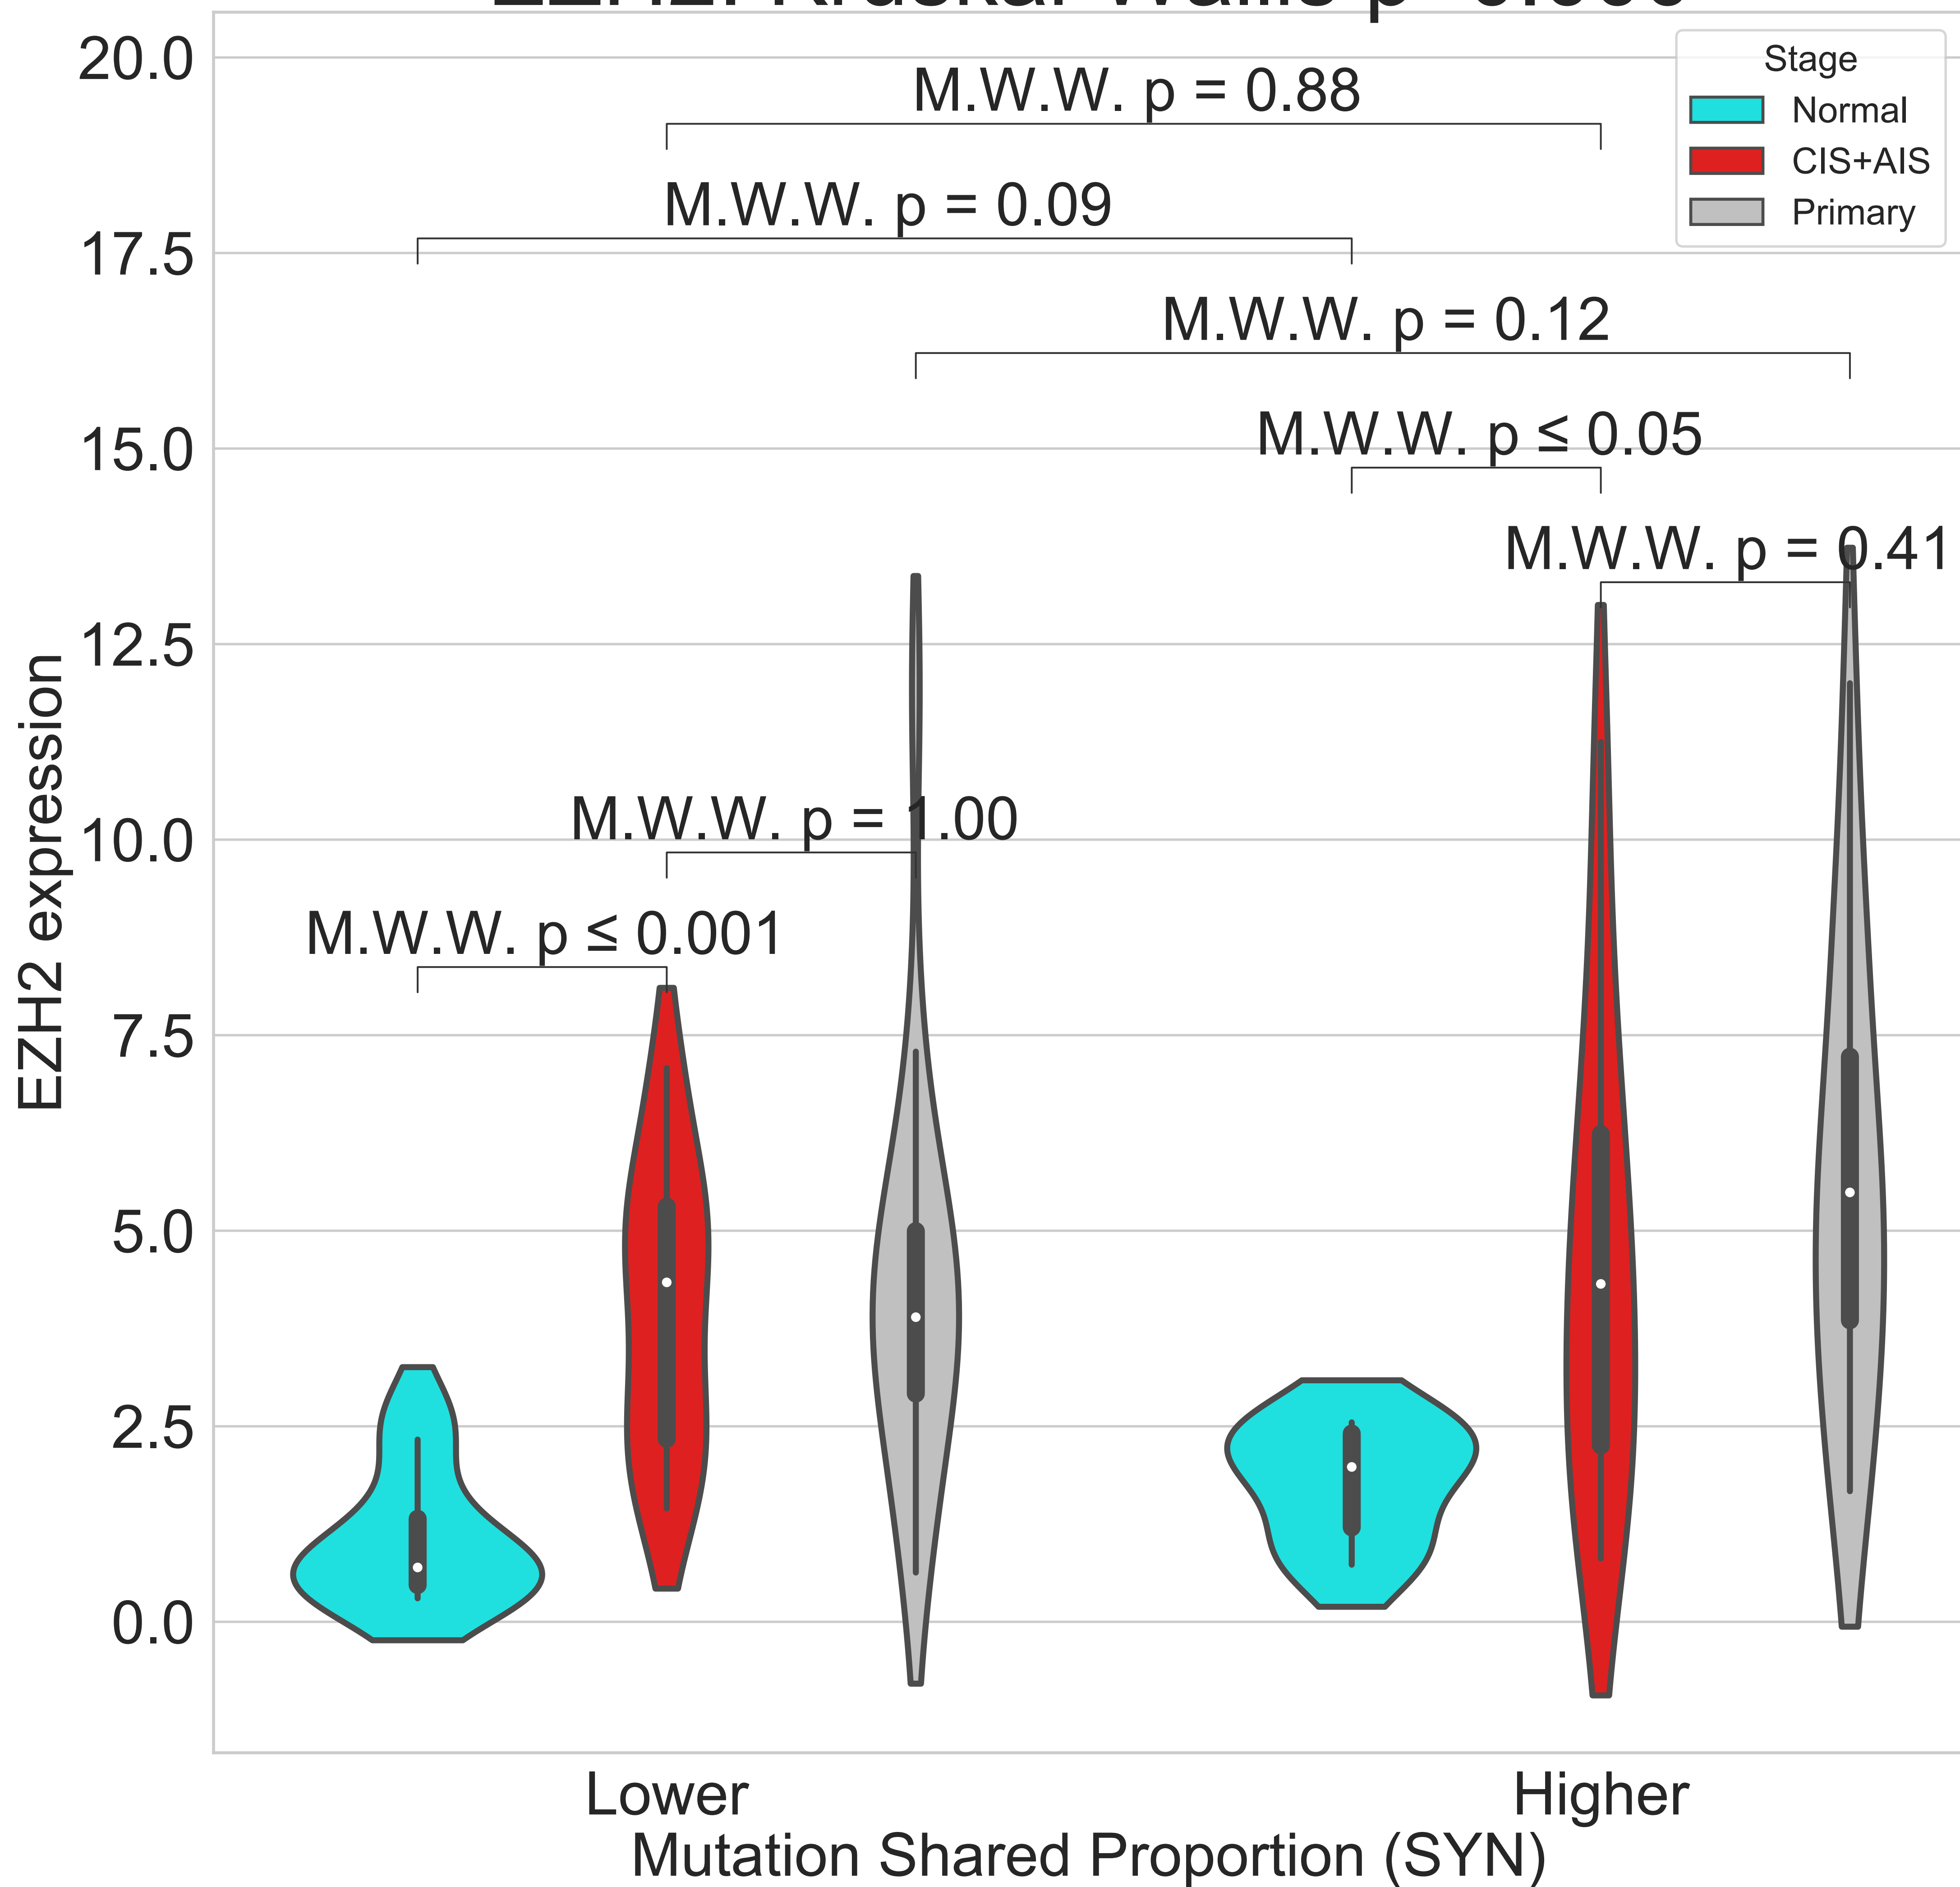 20.0
17.5
15.0
12.5
10.0
7.5
5.0
2.5
0.0
EZH2 expression
Stage
Normal
CIS+AIS
Primary
M.W.W. p = 0.88
M.W.W. p = 0.09
M.W.W. p = 0.12
M.W.W. p ≤ 0.05
M.W.W. p = 0.41
M.W.W. p = 1.00
M.W.W. p ≤ 0.001
Lower
Higher
Mutation Shared Proportion (SYN)